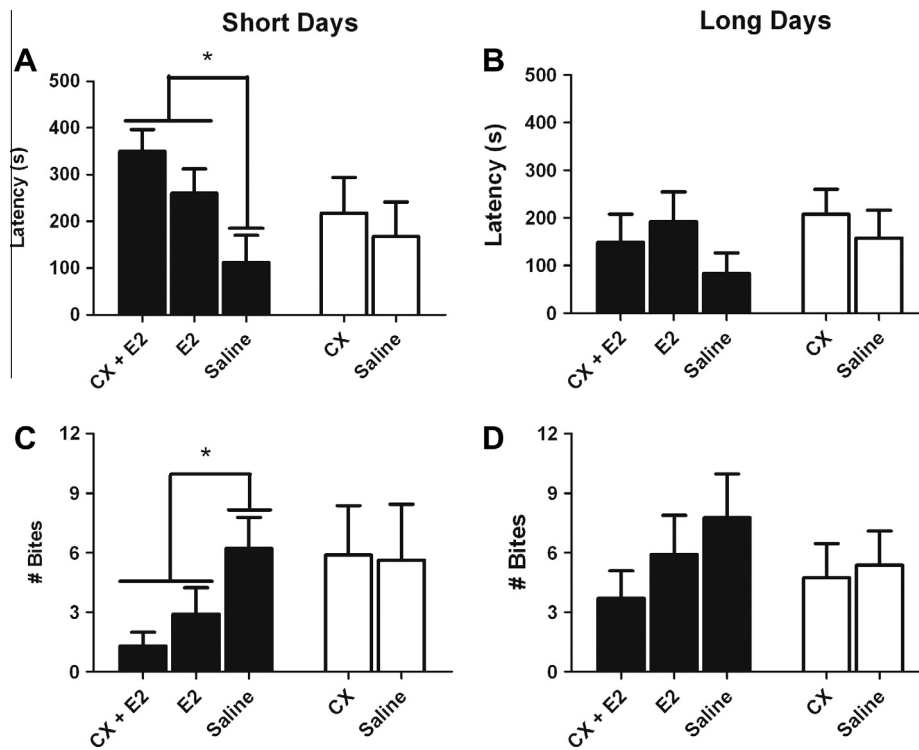 Short Days
Long Days
A
*
B
500
400
300
200
100
0
Latency (s)
500
400
300
200
100
0
Latency (s)
CX + E2
E2
Saline
CX
Saline
CX + E2
E2
Saline
CX
Saline
C
*
D
12
9
6
3
0
# Bites
12
9
6
3
0
# Bites
CX + E2
E2
Saline
CX
Saline
CX + E2
E2
Saline
CX
Saline